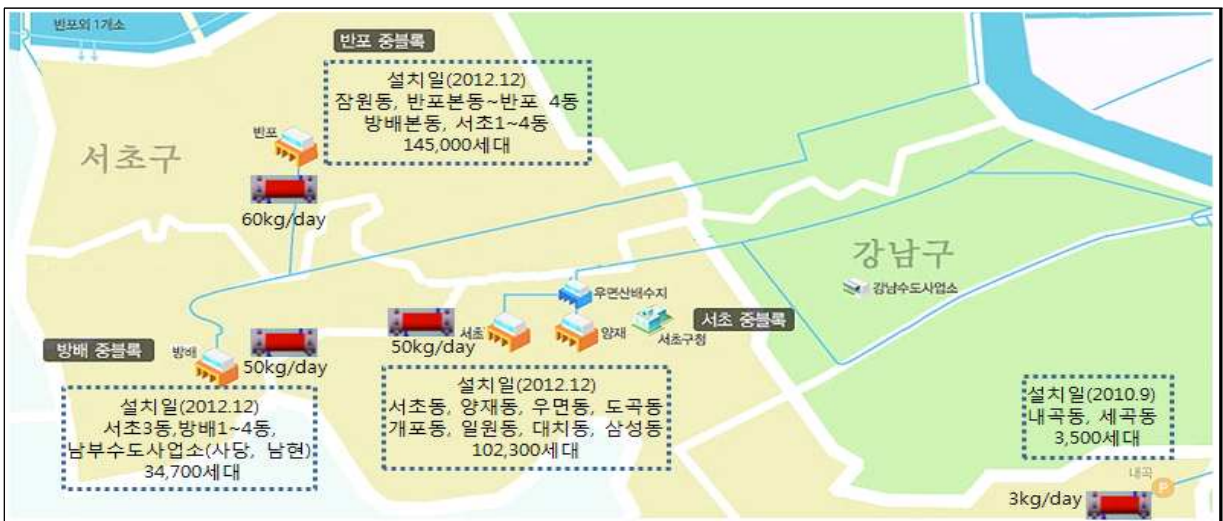 반포외 1개소
반포 중블록
설치일(2012.12)
잠원동, 반포본동~반포 4동
방배본동, 서초1~4동
145,000세대
반포
서초구
60kg/day
강남구
강남수도사업소
우면산배수지
서초
양재
서초구청
서초 중블록
50kg/day
방배 중블록
방배
50kg/day
설치일(2012.12)
서초3동,방배1~4동,
남부수도사업소(사당, 남현)
34,700세대
설치일(2012.12)
서초동, 양재동, 우면동, 도곡동
개포동, 일원동, 대치동, 삼성동
102,300세대
설치일(2010.9)
내곡동, 세곡동
3,500세대
내곡
P
3kg/day